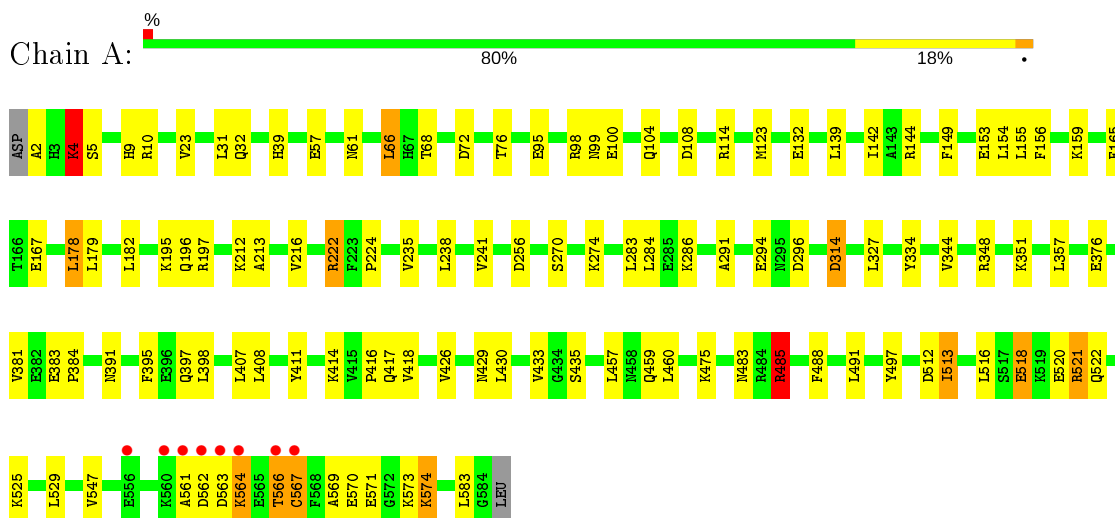 %
Chain A:
80% 18% •
ASP A2 H3 K4 S5 H9 R10 V23 L31 Q32 H39 E57 N61 L66 H67 T68 D72 T76 E95 R98 N99 E100 Q104 D108 R114 M123 E132 L139 I142 A143 R144 F149 E153 L154 L155 F156 K159
T166 E167 L178 L179 L182 K195 Q196 R197 K212 A213 V216 R222 F223 P224 V235 L238 V241 D256 S270 K274 L283 L284 E285 K286 A291 E294 N295 D296 D314 L327 Y334 V344 R348 K351 L357 E376
V381 E382 E383 P384 N391 F395 E396 Q397 L398 L407 L408 Y411 K414 V415 P416 Q417 V418 V426 N429 L430 V433 G434 S435 L457 N458 Q459 L460 K475 N483 R484 R485 F488 L491 Y497 D512 I513 L516 S517 E518 K519 E520 R521 Q522
K525 L529 V547 E556 K560 A561 D562 D563 K564 E565 T566 C567 F568 A569 E570 E571 G572 K573 K574 L583 G584 LEU